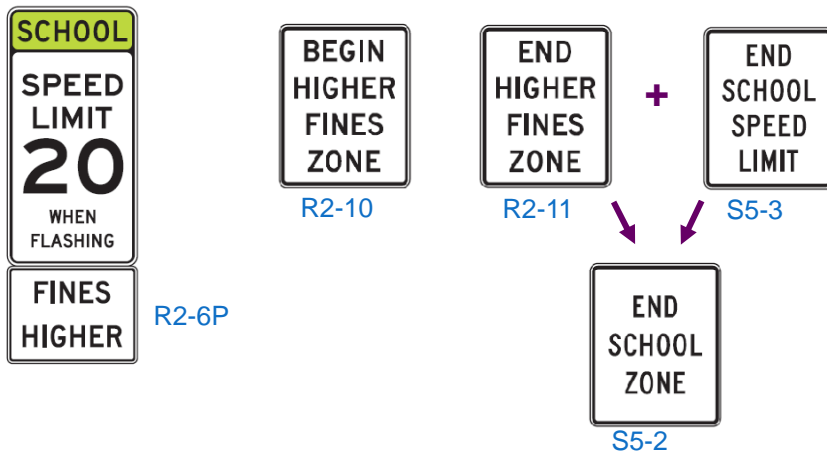 SCHOOL
SPEED
LIMIT
20
WHEN
FLASHING
FINES
HIGHER
R2-6P
BEGIN
HIGHER
FINES
ZONE
R2-10
END
HIGHER
FINES
ZONE
R2-11
+
END
SCHOOL
SPEED
LIMIT
S5-3
END
SCHOOL
ZONE
S5-2